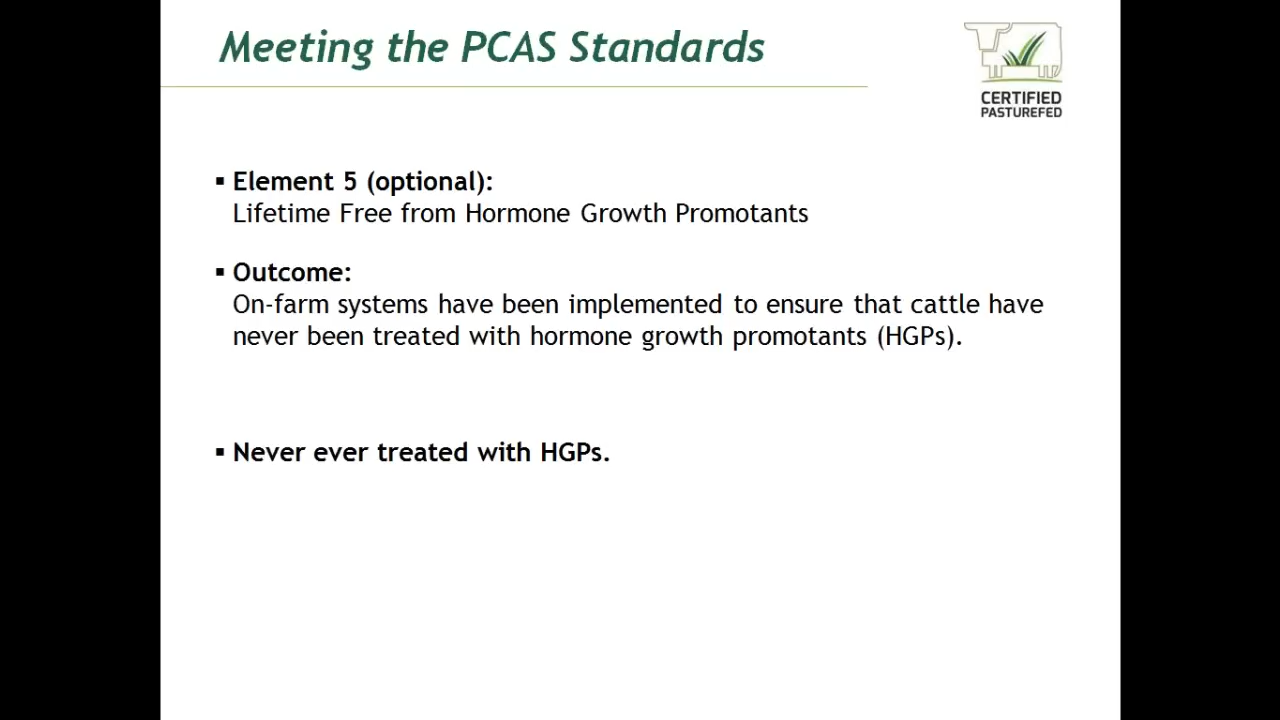 Meeting the PCAS Standards
CERTIFIED
PASTUREFED
▪ Element 5 (optional):
Lifetime Free from Hormone Growth Promotants
▪ Outcome:
On-farm systems have been implemented to ensure that cattle have
never been treated with hormone growth promotants (HGPs).
▪ Never ever treated with HGPs.